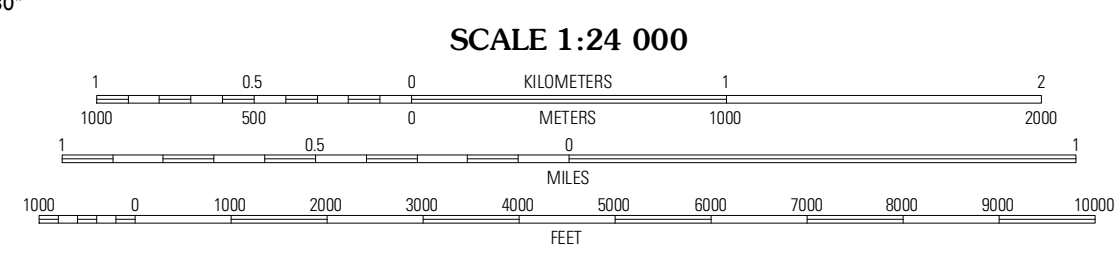 30"
SCALE 1:24 000
1 0.5 0 KILOMETERS 1 2
1000 500 0 METERS 1000 2000
1 0.5 0 1
MILES
1000 0 1000 2000 3000 4000 5000 6000 7000 8000 9000 10000
FEET